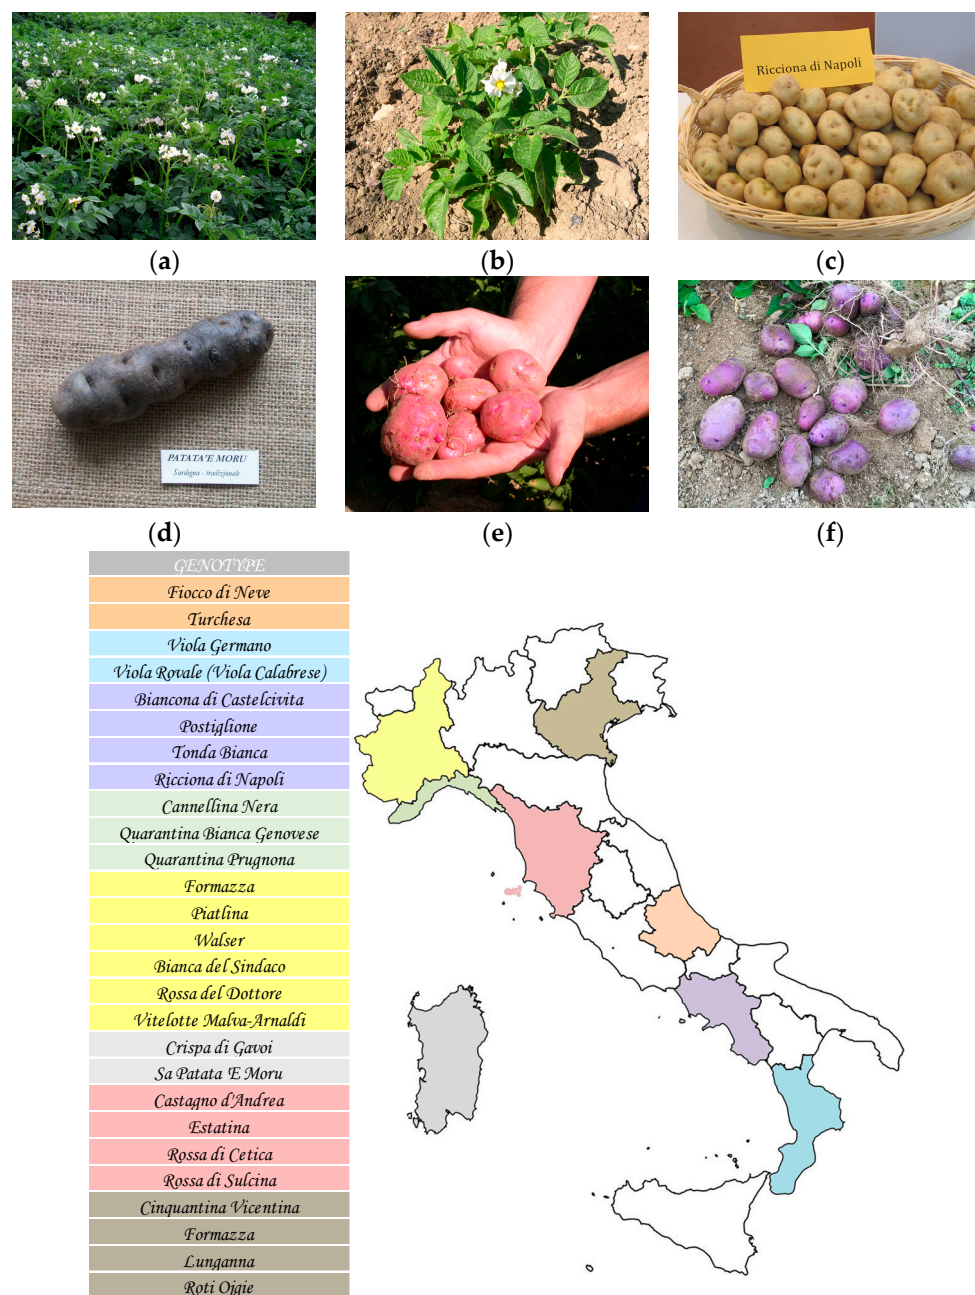 Ricciona di Napoli
(a)
(b)
(c)
PATATA'E MORU
Sardegna - tradizionale
(d)
(e)
(f)
GENOTYPE
Fiocco di Neve
Turchesa
Viola Germano
Viola Rovale (Viola Calabrese)
Biancona di Castelcivita
Postiglione
Tonda Bianca
Ricciona di Napoli
Cannellina Nera
Quarantina Bianca Genovese
Quarantina Prugnona
Formazza
Piatlina
Walser
Bianca del Sindaco
Rossa del Dottore
Vitelotte Malva-Arnaldi
Crispa di Gavoi
Sa Patata 'E Moru
Castagno d'Andrea
Estatina
Rossa di Cetica
Rossa di Sulcina
Cinquantina Vicentina
Formazza
Lunganna
Roti Ojgie